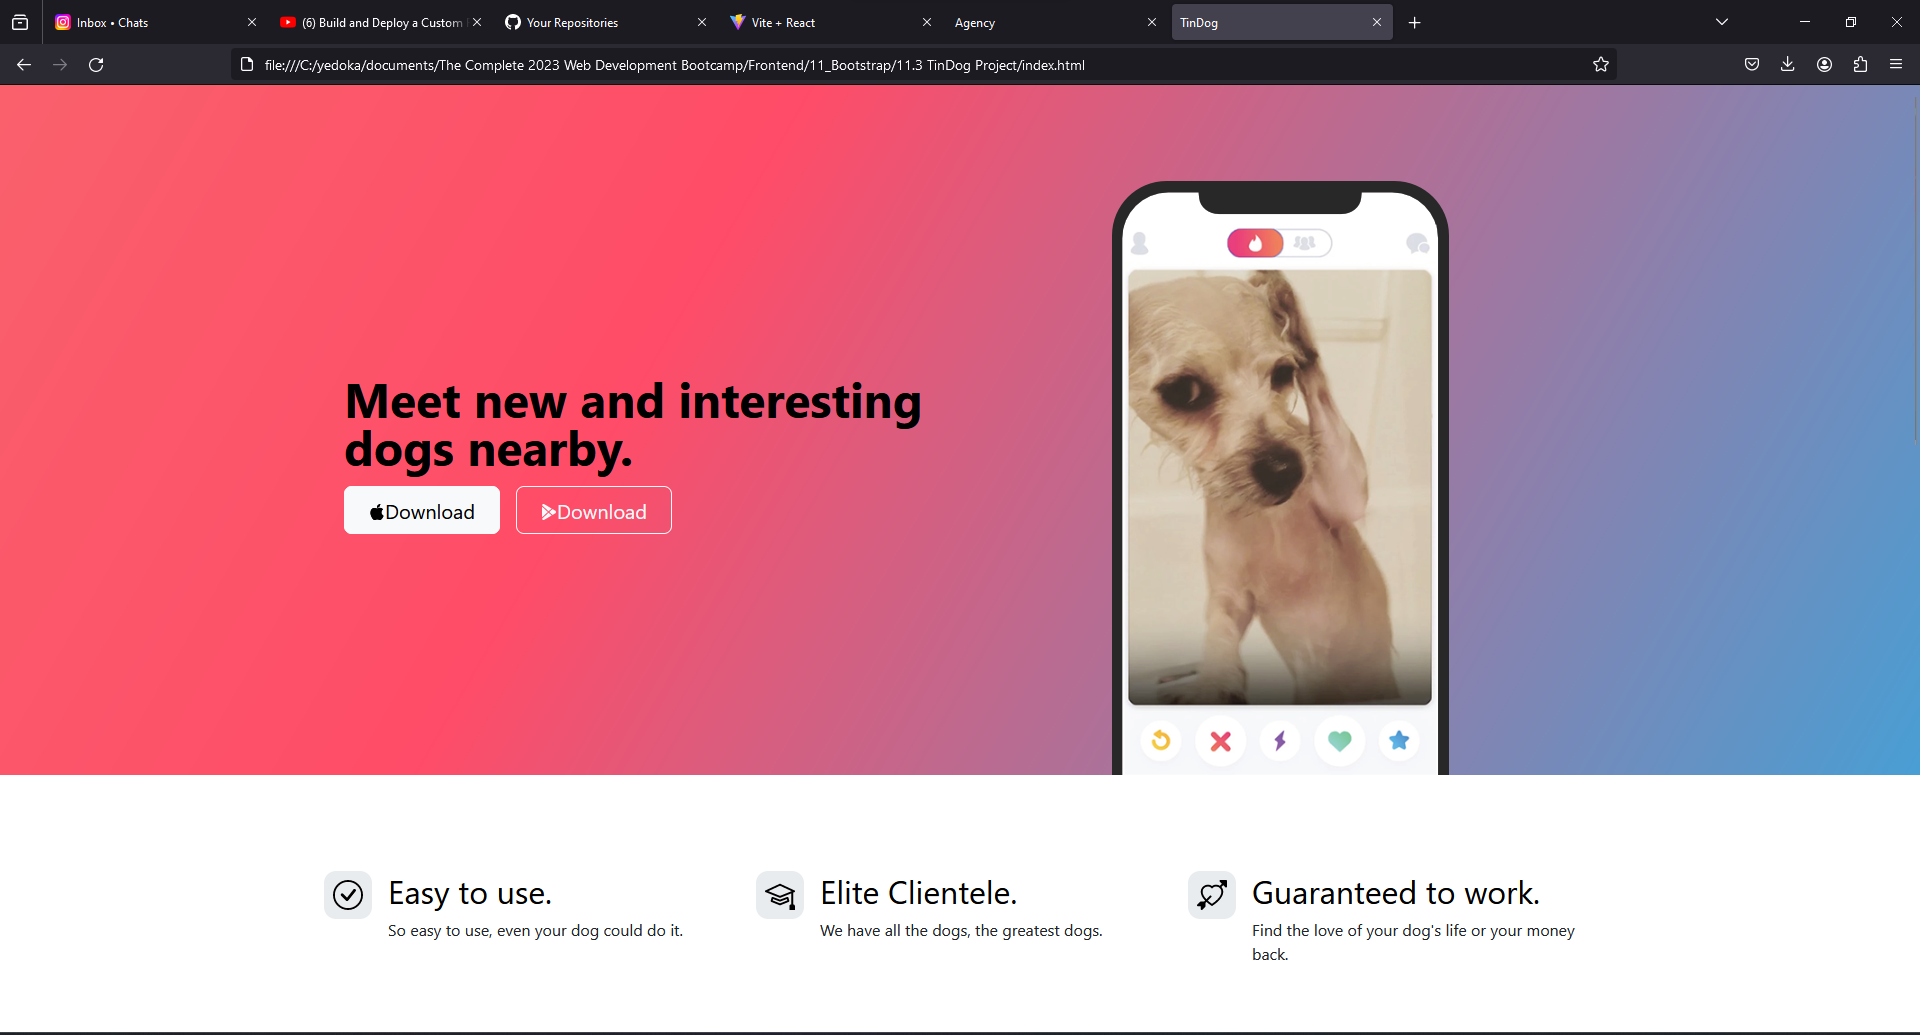 Inbox • Chats
(6) Build and Deploy a Custom
Your Repositories
Vite + React
Agency
TinDog
file:///C:/yedoka/documents/The Complete 2023 Web Development Bootcamp/Frontend/11_Bootstrap/11.3 TinDog Project/index.html
Meet new and interesting
dogs nearby.
Download
Download
Easy to use.
So easy to use, even your dog could do it.
Elite Clientele.
We have all the dogs, the greatest dogs.
Guaranteed to work.
Find the love of your dog's life or your money
back.